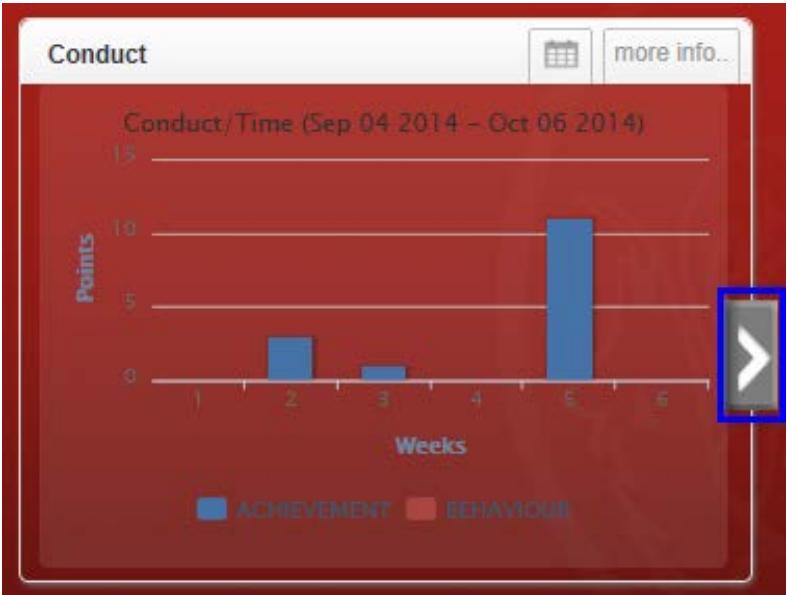 Conduct
more info..
Conduct/Time (Sep 04 2014 – Oct 06 2014)
15
10
5
0
Points
1 2 3 4 5 6
Weeks
ACHIEVEMENT BEHAVIOUR